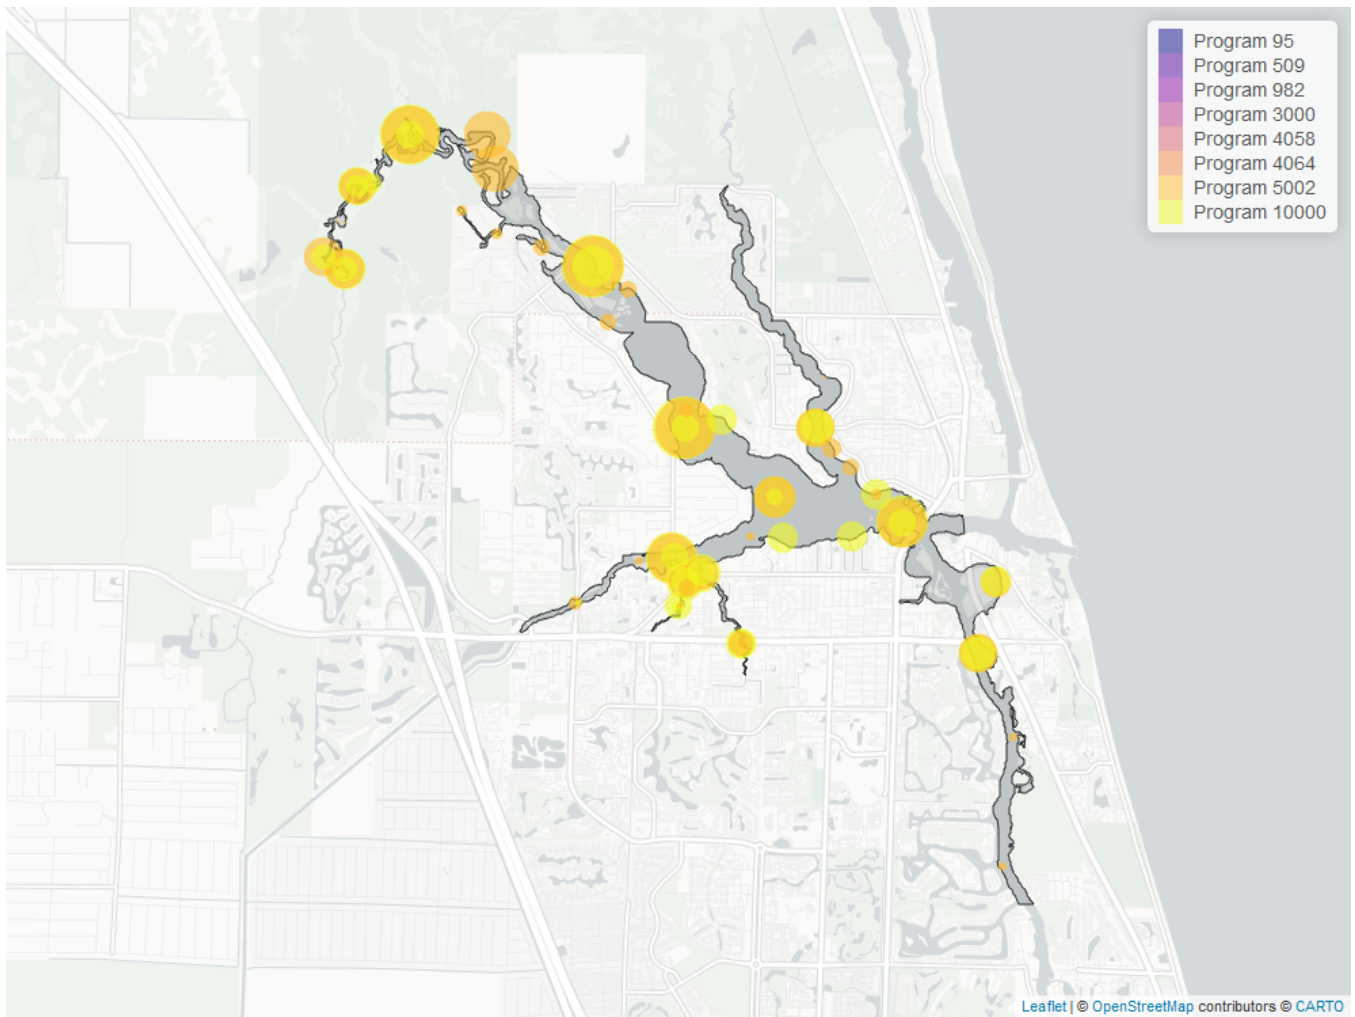 Program 95
Program 509
Program 982
Program 3000
Program 4058
Program 4064
Program 5002
Program 10000
Leaflet | © OpenStreetMap contributors © CARTO